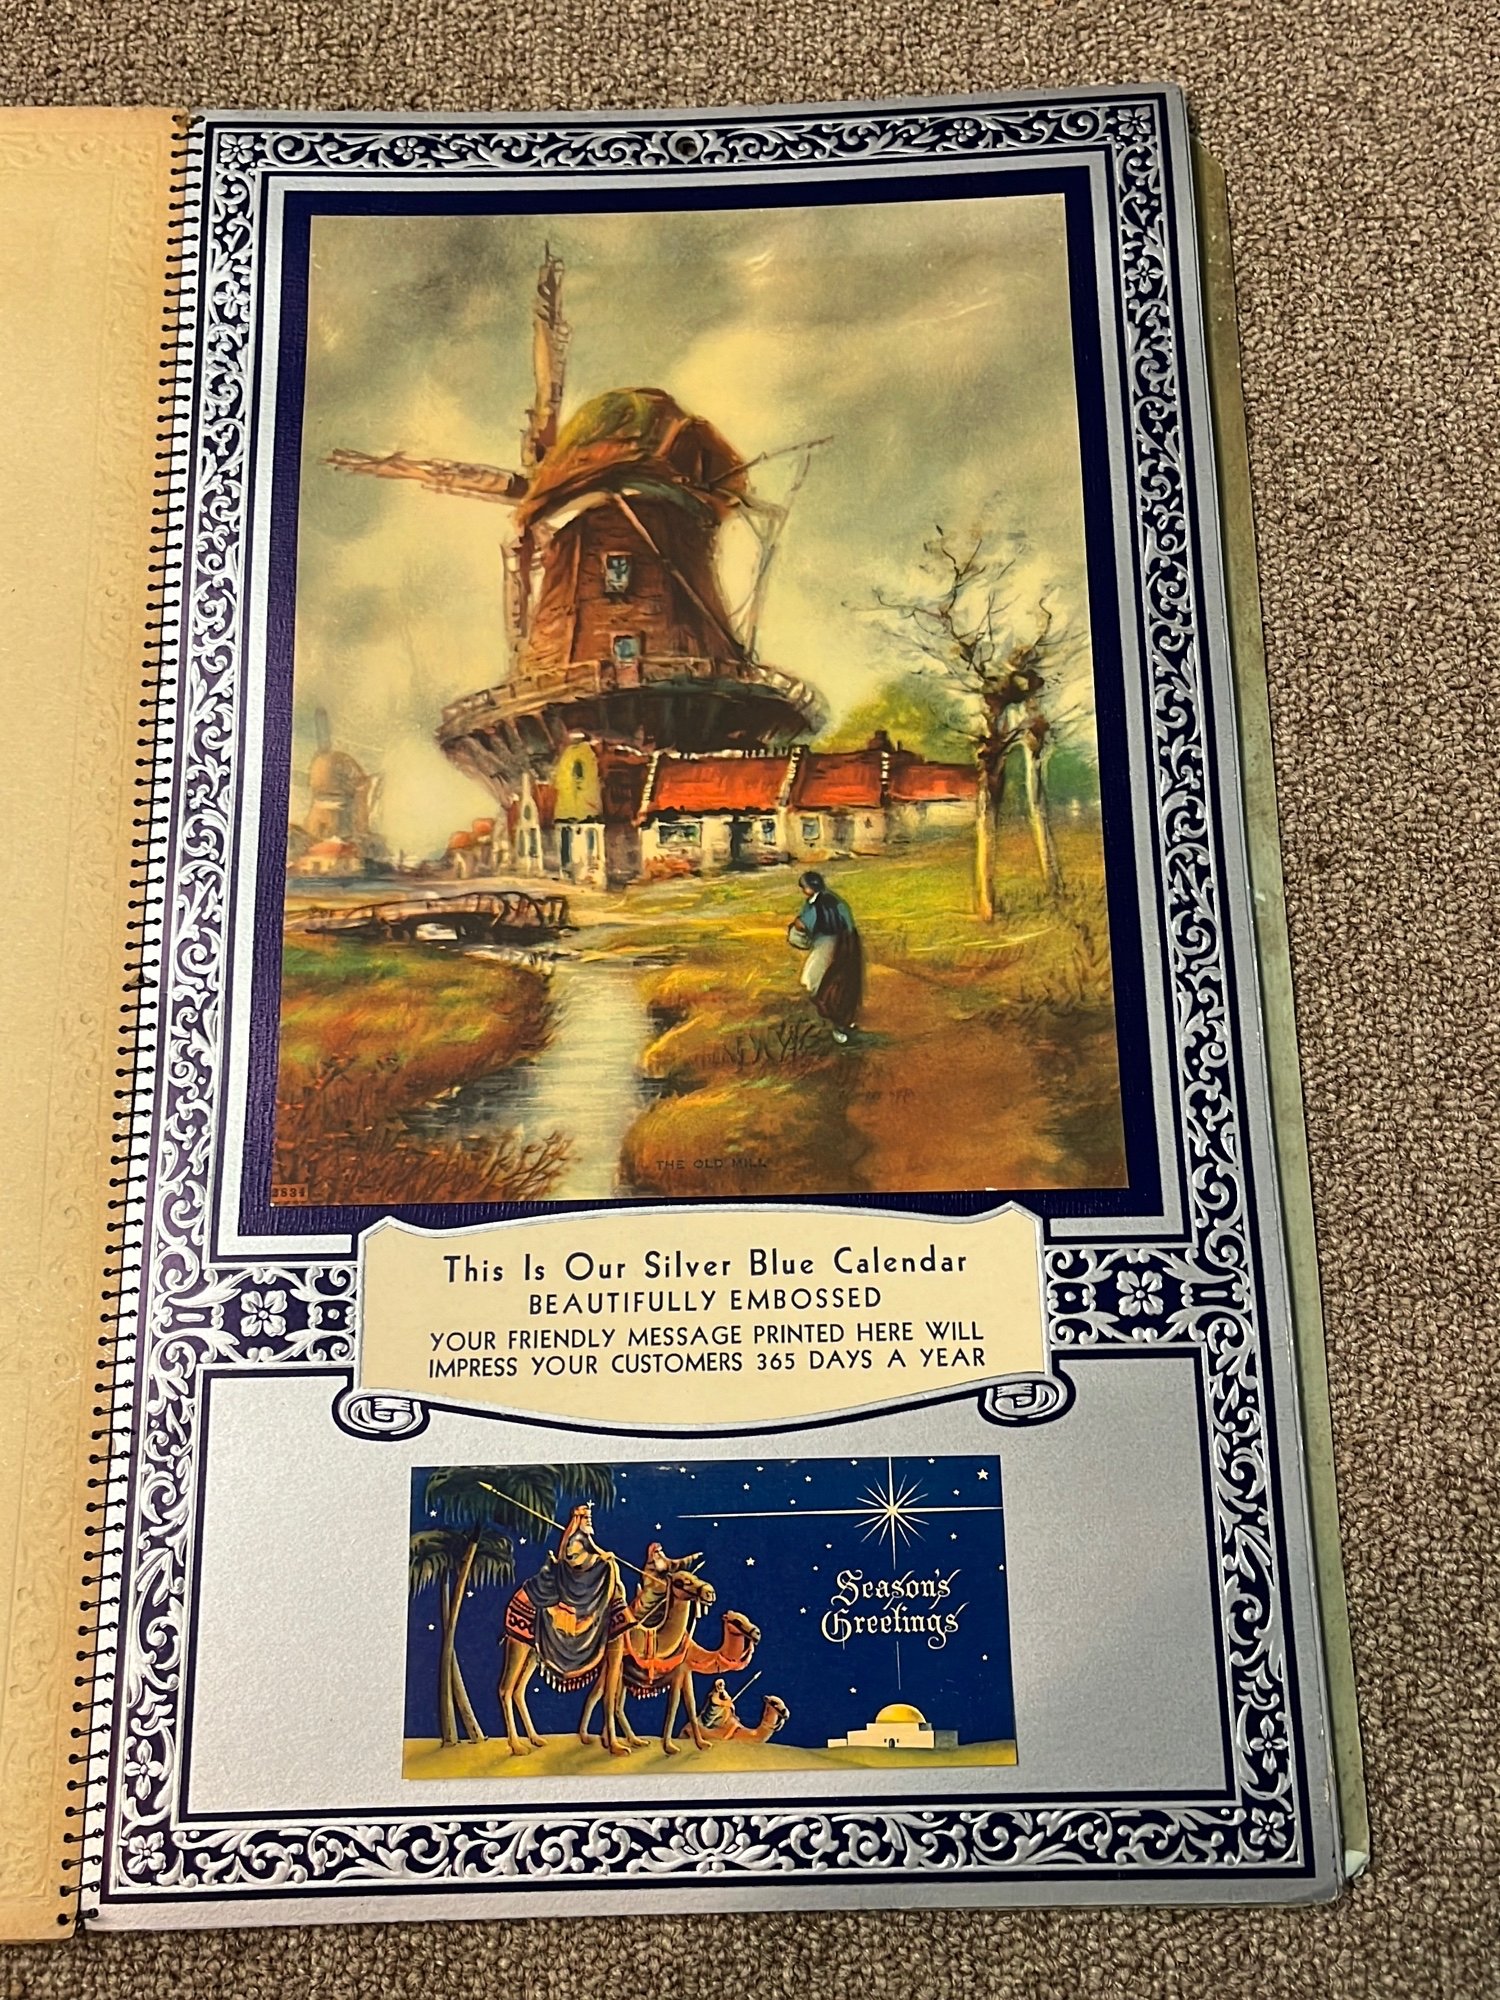 THE OLD MILL
3834
This Is Our Silver Blue Calendar
BEAUTIFULLY EMBOSSED
YOUR FRIENDLY MESSAGE PRINTED HERE WILL
IMPRESS YOUR CUSTOMERS 365 DAYS A YEAR
Season's
Greetings